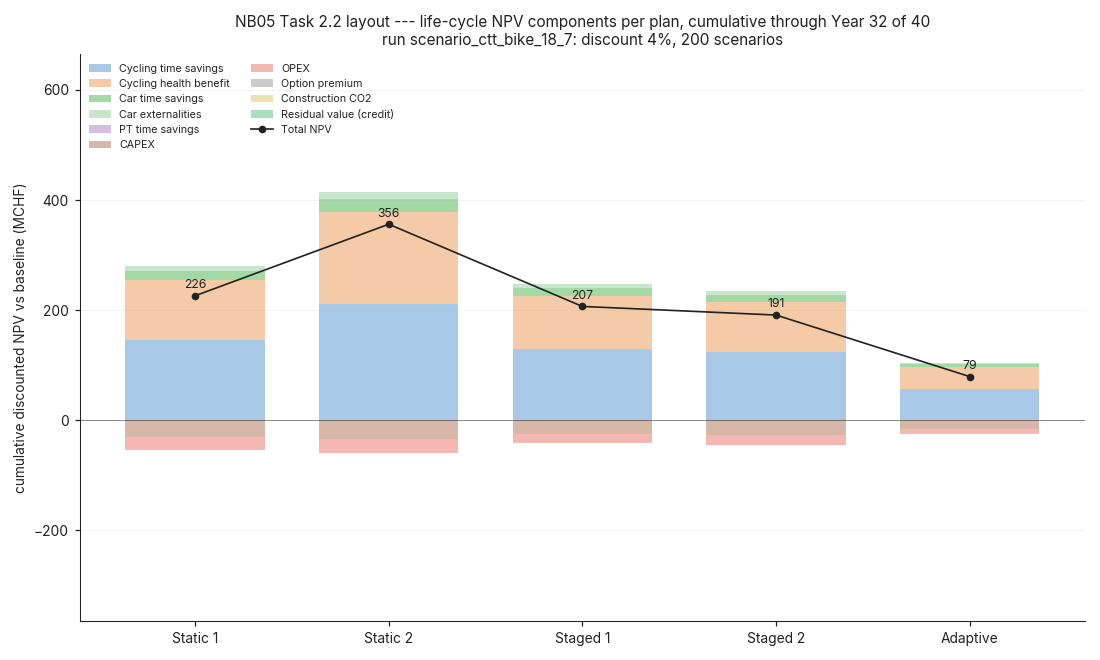 NB05 Task 2.2 layout --- life-cycle NPV components per plan, cumulative through Year 32 of 40
run scenario_ctt_bike_18_7: discount 4%, 200 scenarios
Cycling time savings
Cycling health benefit
Car time savings
Car externalities
PT time savings
CAPEX
OPEX
Option premium
Construction CO2
Residual value (credit)
Total NPV
cumulative discounted NPV vs baseline (MCHF)
600
400
200
0
−200
226
356
207
191
79
Static 1
Static 2
Staged 1
Staged 2
Adaptive